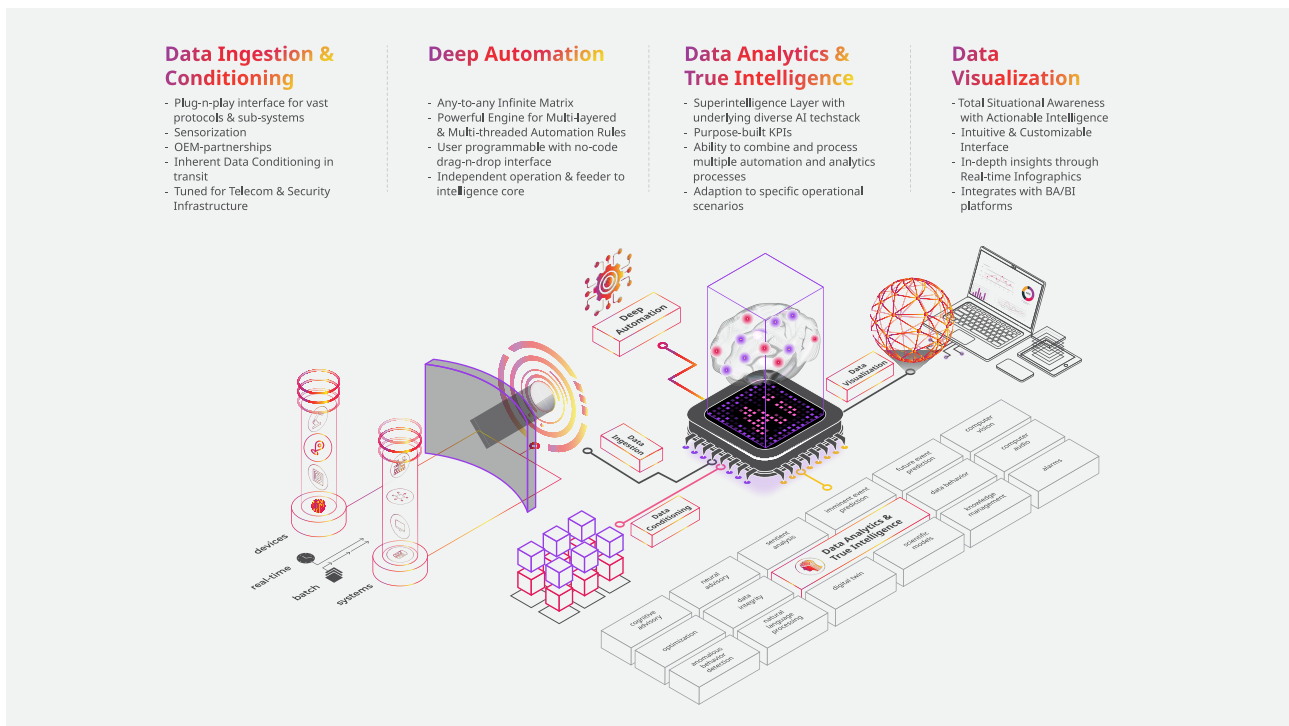 Data Ingestion &
Conditioning
- Plug-n-play interface for vast
protocols & sub-systems
- Sensorization
- OEM-partnerships
- Inherent Data Conditioning in
transit
- Tuned for Telecom & Security
Infrastructure
Deep Automation
- Any-to-any Infinite Matrix
- Powerful Engine for Multi-layered
& Multi-threaded Automation Rules
- User programmable with no-code
drag-n-drop interface
- Independent operation & feeder to
intelligence core
Data Analytics &
True Intelligence
- Superintelligence Layer with
underlying diverse AI techstack
- Purpose-built KPIs
- Ability to combine and process
multiple automation and analytics
processes
- Adaption to specific operational
scenarios
Data
Visualization
- Total Situational Awareness
with Actionable Intelligence
- Intuitive & Customizable
Interface
- In-depth insights through
Real-time Infographics
- Integrates with BA/BI
platforms
Deep
Automation
Data
Visualization
Data
Ingestion
Data
Conditioning
devices
real-time
batch
systems
computer
vision
computer
audio
alarms
future event
prediction
data behavior
knowledge
management
imminent event
prediction
Data Analytics &
True Intelligence
scientific
models
sentient
analysis
digital twin
neural
advisory
data
integrity
natural
language
processing
cognitive
advisory
optimization
anomalous
behavior
detection